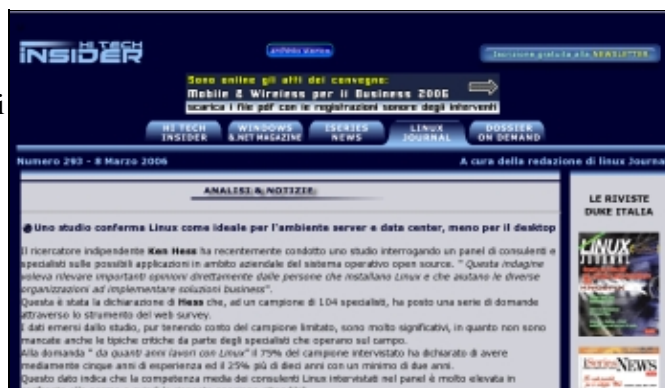 i
HI TECH
INSIDER
archivio storico
Iscrizione gratuita alla NEWSLETTER
Sono online gli atti del convegno:
Mobile & Wireless per il Business 2006
scarica i file pdf con le registrazioni sonore degli interventi
HI TECH INSIDER
WINDOWS & .NET MAGAZINE
ISERIES NEWS
LINUX JOURNAL
DOSSIER ON DEMAND
Numero 293 - 8 Marzo 2006
A cura della redazione di linux Journa
ANALISI & NOTIZIE:
LE RIVISTE
DUKE ITALIA
Uno studio conferma Linux come ideale per l'ambiente server e data center, meno per il desktop
Il ricercatore indipendente Ken Hess ha recentemente condotto uno studio interrogando un panel di consulenti e
specialisti sulle possibili applicazioni in ambito aziendale del sistema operativo open source. " Questa indagine
voleva rilevare importanti opinioni direttamente dalle persone che installano Linux e che aiutano le diverse
organizzazioni ad implementare soluzioni business".
Questa è stata la dichiarazione di Hess che, ad un campione di 104 specialisti, ha posto una serie di domande
attraverso lo strumento del web survey.
I dati emersi dallo studio, pur tenendo conto del campione limitato, sono molto significativi, in quanto non sono
mancate anche le tipiche critiche da parte degli specialisti che operano sul campo.
Alla domanda " da quanti anni lavori con Linux" il 75% del campione intervistato ha dichiarato di avere
mediamente cinque anni di esperienza ed il 25% più di dieci anni con un minimo di due anni.
Questo dato indica che la competenza media dei consulenti Linux intervistati nel panel è molto elevata in
LINUX
JOURNAL
iSeries NEWS